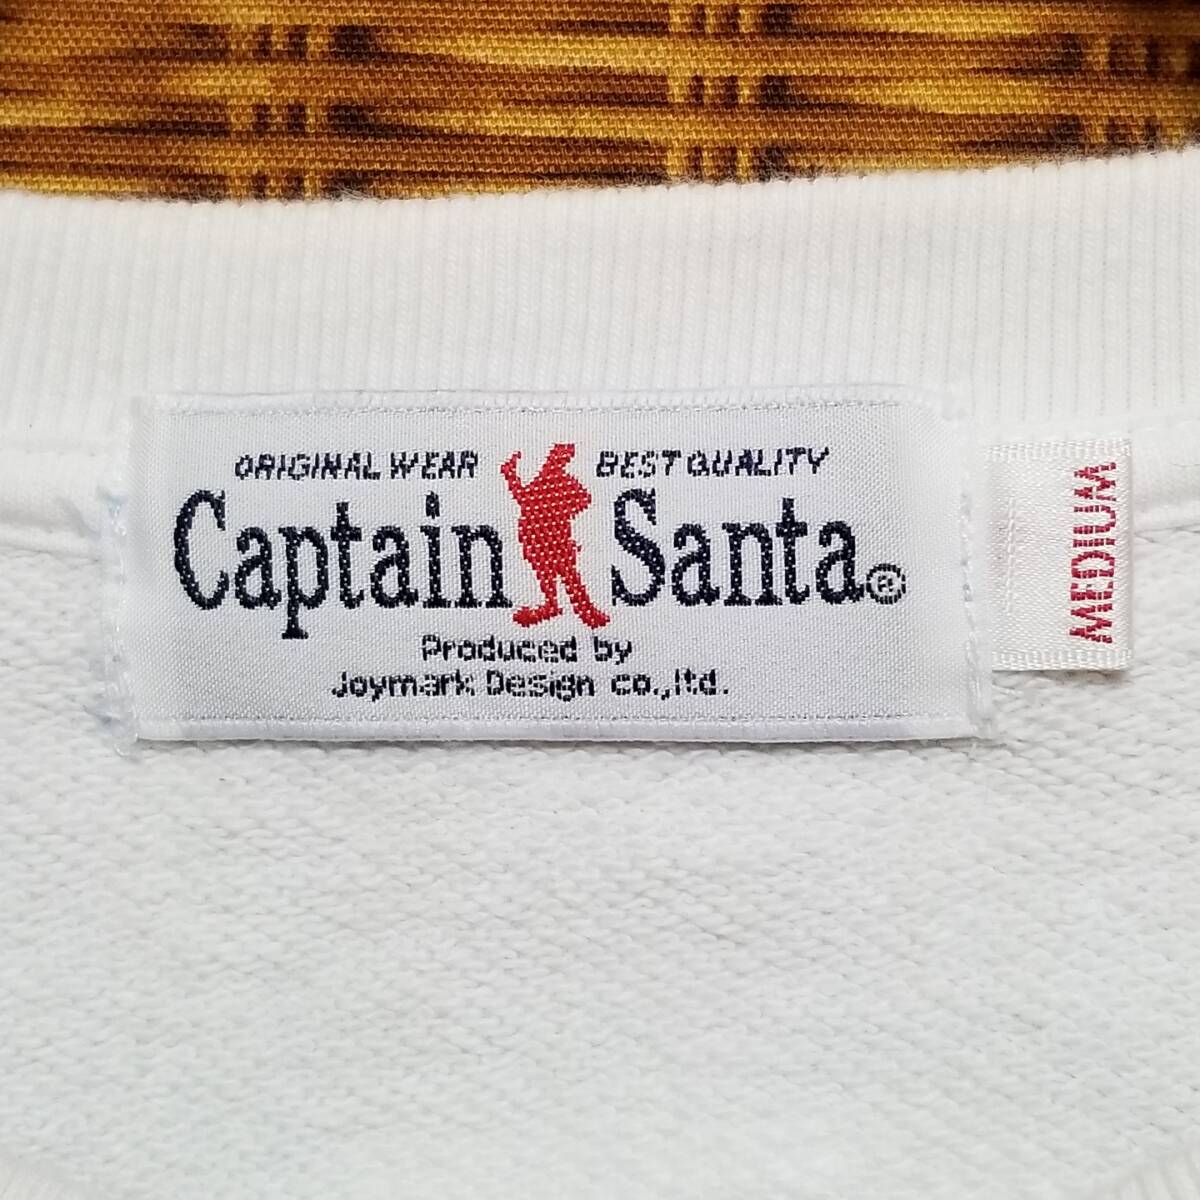 ORIGINAL WEAR BEST QUALITY
Captain Santa®
Produced by
Joymark Design co.,ltd.
MEDIUM